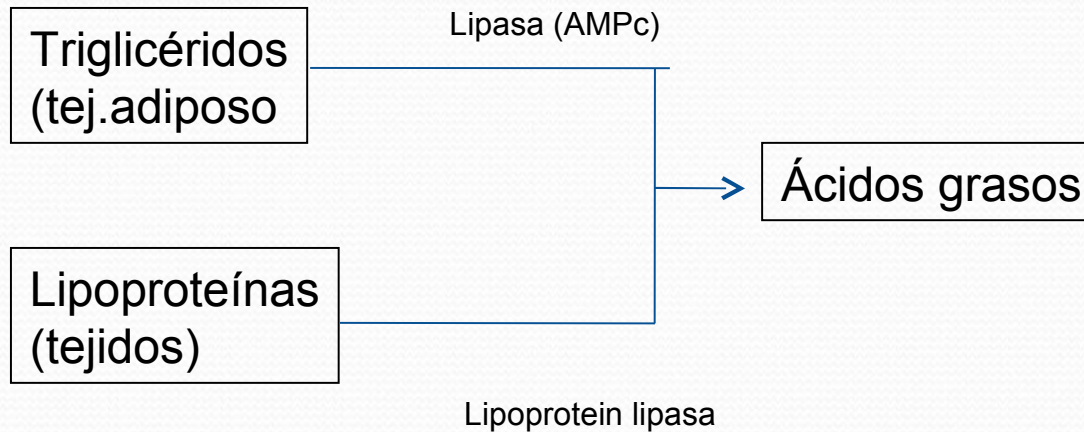 Lipasa (AMPc)
Triglicéridos
(tej.adiposo
Ácidos grasos
Lipoproteínas
(tejidos)
Lipoprotein lipasa